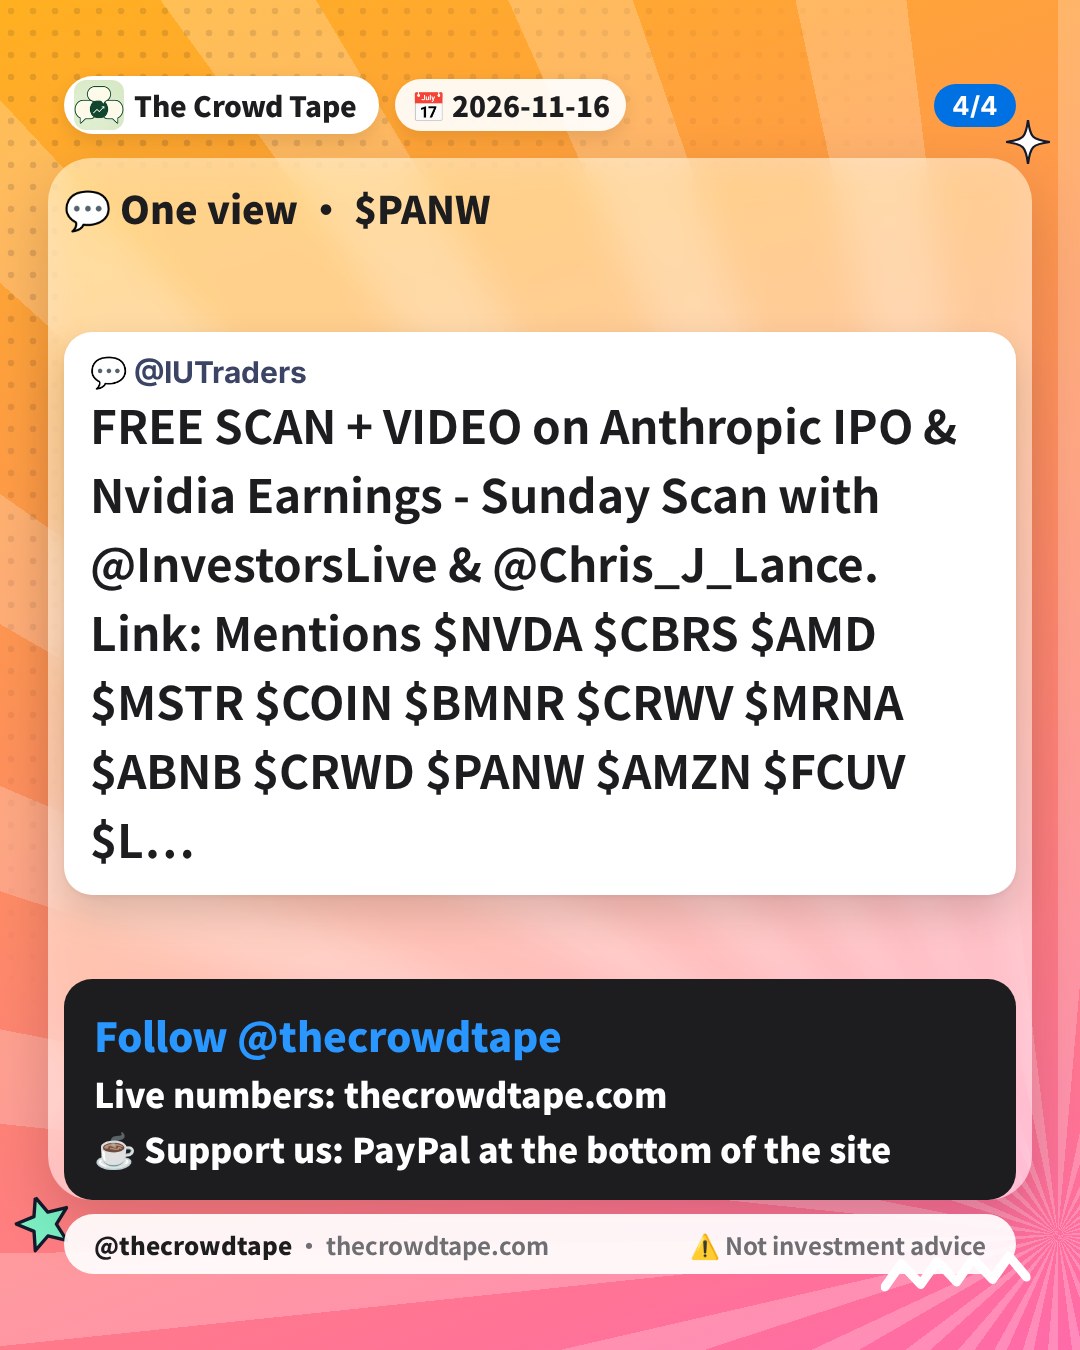 The Crowd Tape
📅 2026-11-16
4/4
💬 One view • $PANW
💬 @IUTraders
FREE SCAN + VIDEO on Anthropic IPO &
Nvidia Earnings - Sunday Scan with
@InvestorsLive & @Chris_J_Lance.
Link: Mentions $NVDA $CBRS $AMD
$MSTR $COIN $BMNR $CRWV $MRNA
$ABNB $CRWD $PANW $AMZN $FCUV
$L…
Follow @thecrowdtape
Live numbers: thecrowdtape.com
☕ Support us: PayPal at the bottom of the site
@thecrowdtape • thecrowdtape.com
⚠️ Not investment advice